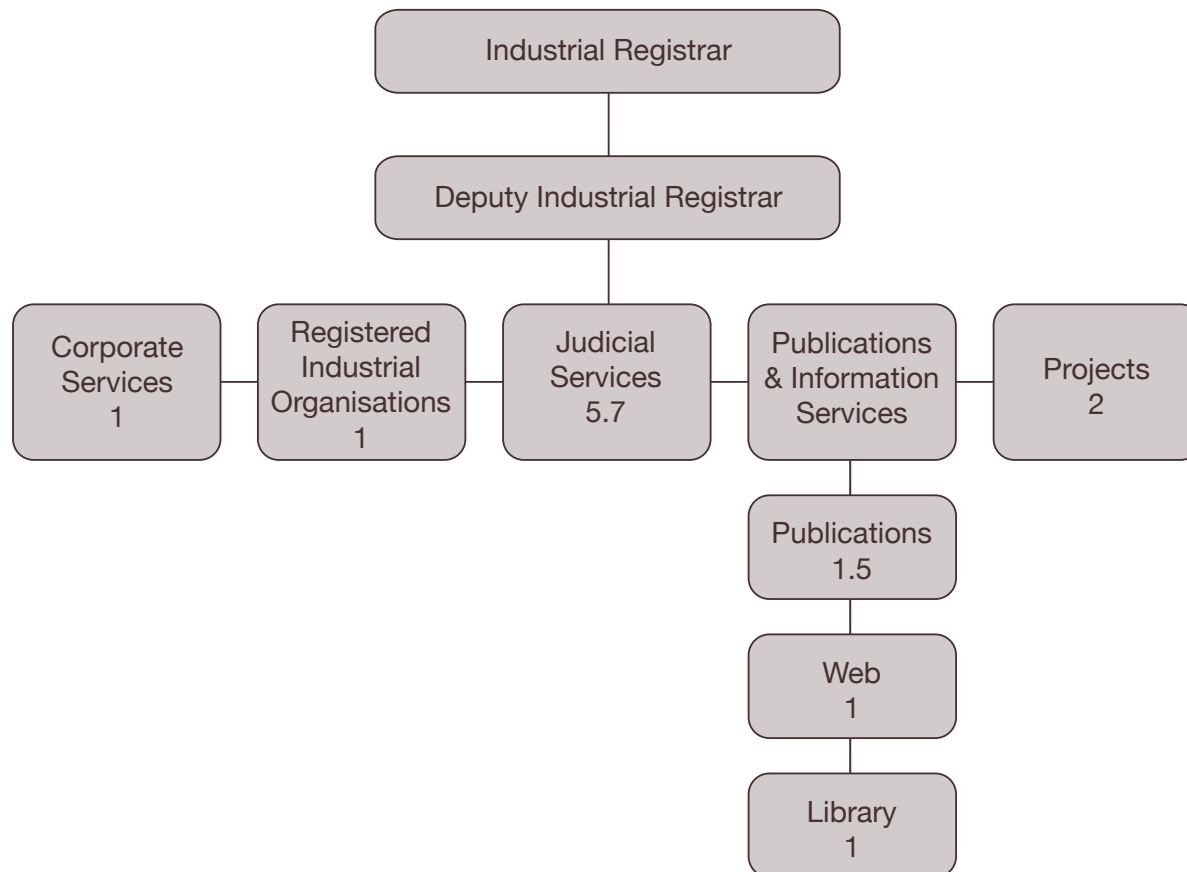 Industrial Registrar
Deputy Industrial Registrar
Corporate
Services
1
Registered
Industrial
Organisations
1
Judicial
Services
5.7
Publications
& Information
Services
Projects
2
Publications
1.5
Web
1
Library
1